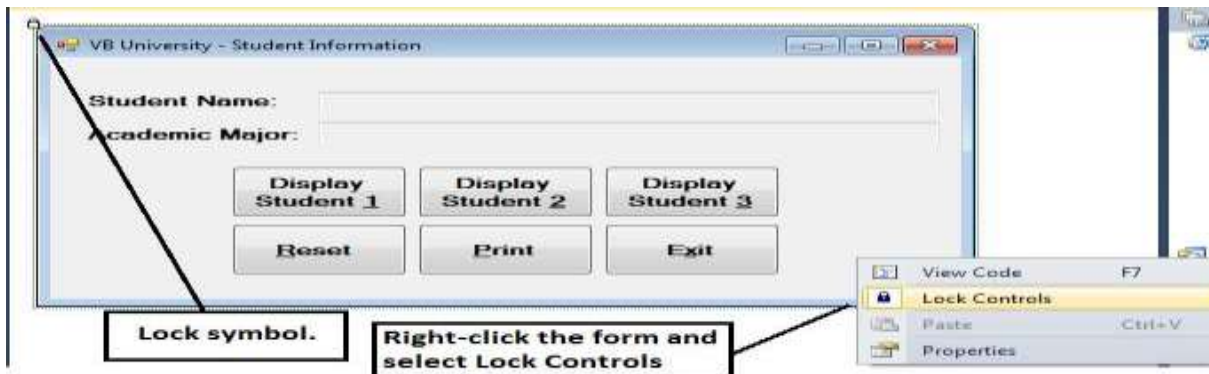 VB University - Student Information
Student Name:
Academic Major:
Display Student 1
Display Student 2
Display Student 3
Reset
Print
Exit
View Code F7
Lock Controls
Paste Ctrl+V
Properties
Lock symbol.
Right-click the form and
select Lock Controls